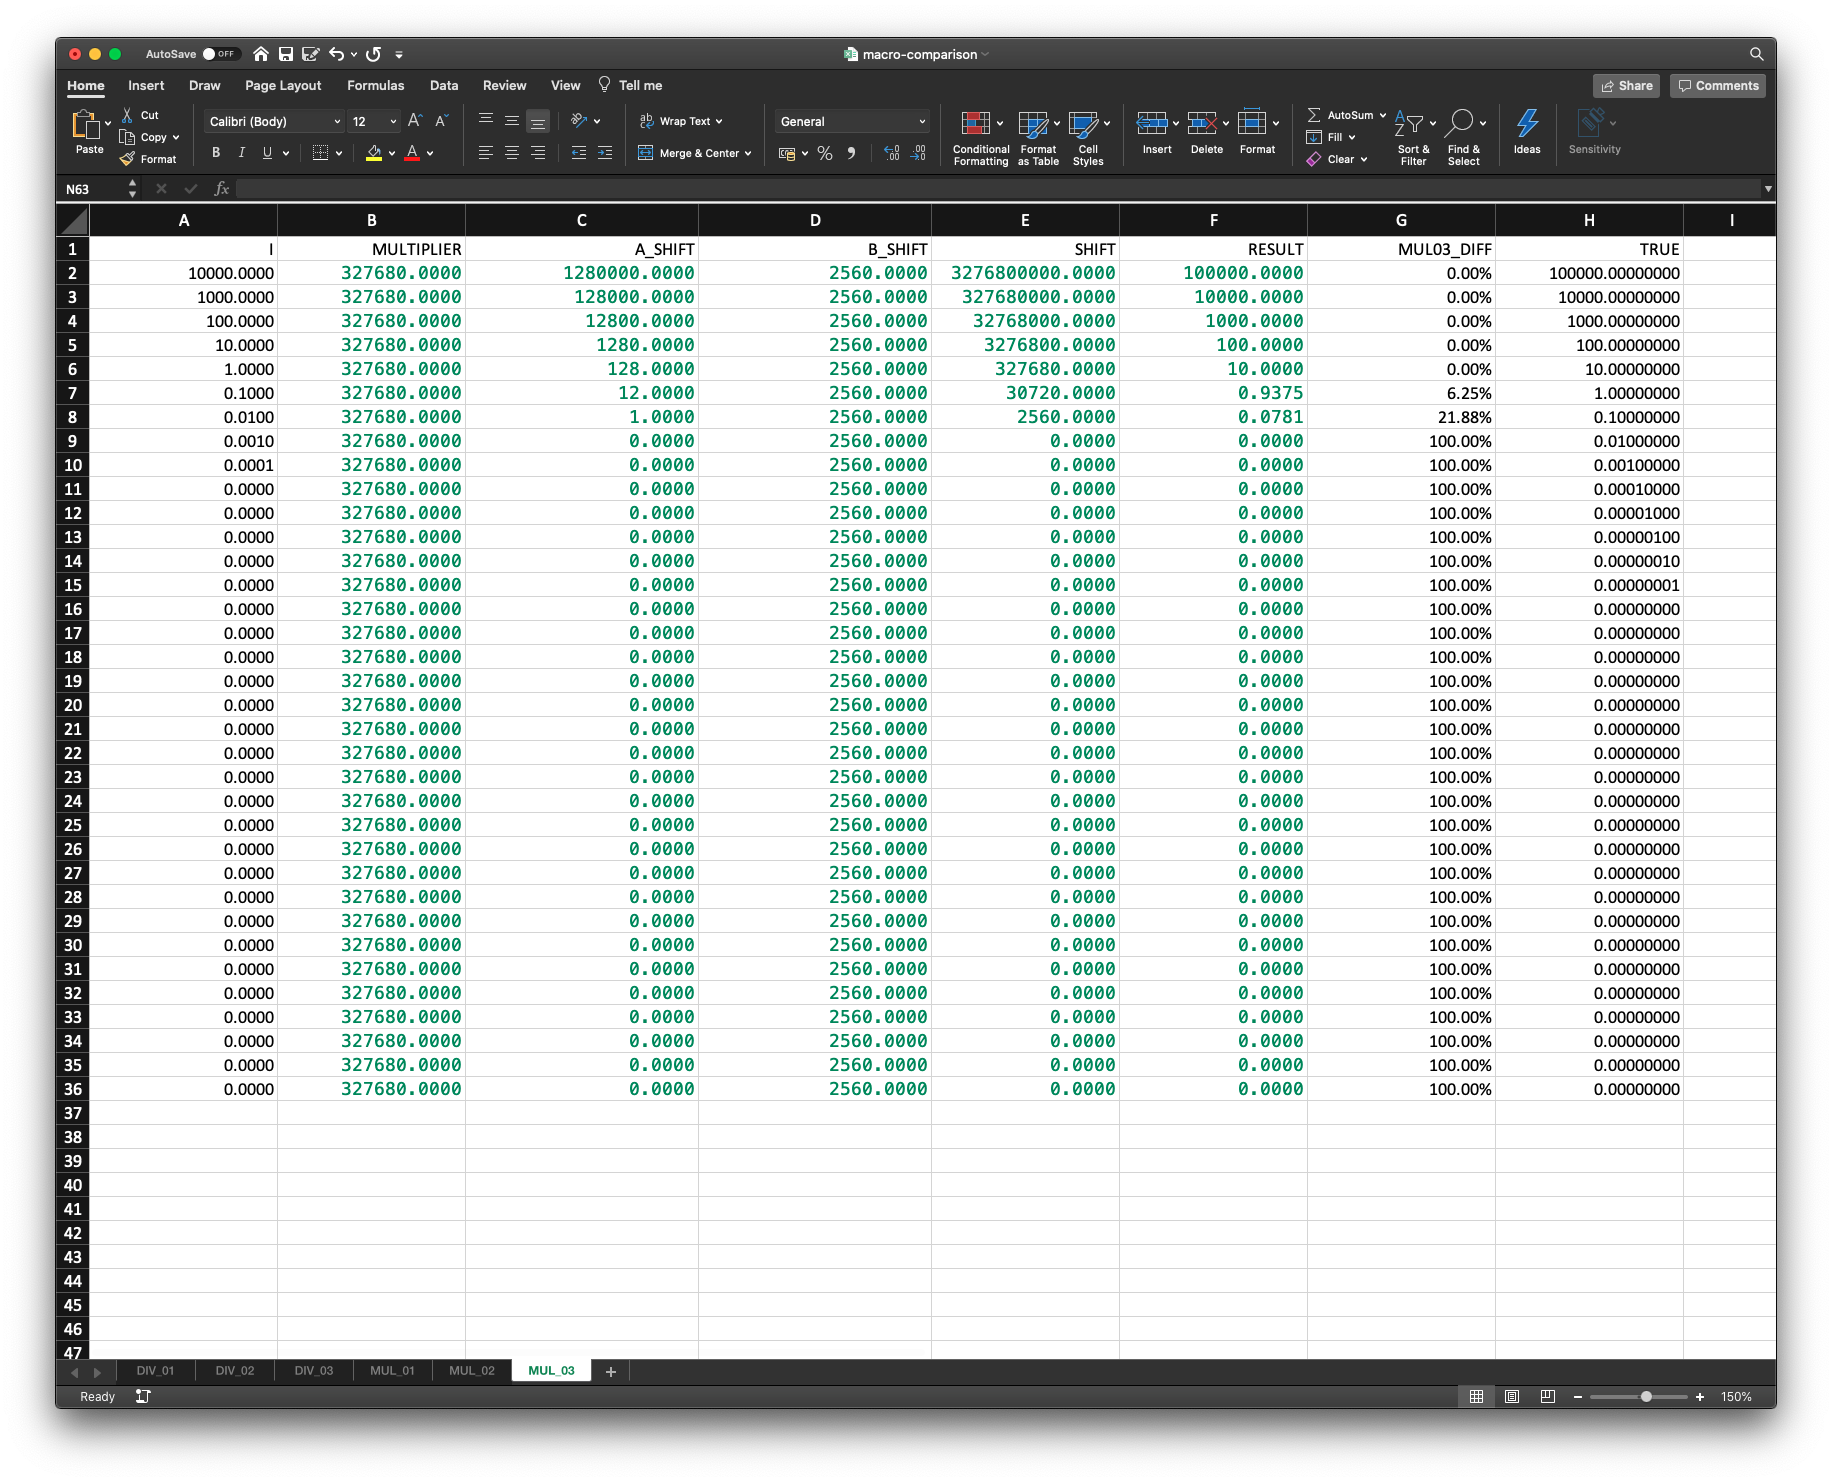 AutoSave OFF macro-comparison
Home Insert Draw Page Layout Formulas Data Review View Tell me Share Comments
Paste Cut Copy Format Calibri (Body) 12 A A Wrap Text General Conditional Formatting Format as Table Cell Styles Insert Delete Format AutoSum Fill Clear Sort & Filter Find & Select Ideas Sensitivity
B I U A Merge & Center %
N63 fx
A B C D E F G H I
1 I MULTIPLIER A_SHIFT B_SHIFT SHIFT RESULT MUL03_DIFF TRUE
2 10000.0000 327680.0000 1280000.0000 2560.0000 3276800000.0000 100000.0000 0.00% 100000.00000000
3 1000.0000 327680.0000 128000.0000 2560.0000 327680000.0000 10000.0000 0.00% 10000.00000000
4 100.0000 327680.0000 12800.0000 2560.0000 32768000.0000 1000.0000 0.00% 1000.00000000
5 10.0000 327680.0000 1280.0000 2560.0000 3276800.0000 100.0000 0.00% 100.00000000
6 1.0000 327680.0000 128.0000 2560.0000 327680.0000 10.0000 0.00% 10.00000000
7 0.1000 327680.0000 12.0000 2560.0000 30720.0000 0.9375 6.25% 1.00000000
8 0.0100 327680.0000 1.0000 2560.0000 2560.0000 0.0781 21.88% 0.10000000
9 0.0010 327680.0000 0.0000 2560.0000 0.0000 0.0000 100.00% 0.01000000
10 0.0001 327680.0000 0.0000 2560.0000 0.0000 0.0000 100.00% 0.00100000
11 0.0000 327680.0000 0.0000 2560.0000 0.0000 0.0000 100.00% 0.00010000
12 0.0000 327680.0000 0.0000 2560.0000 0.0000 0.0000 100.00% 0.00001000
13 0.0000 327680.0000 0.0000 2560.0000 0.0000 0.0000 100.00% 0.00000100
14 0.0000 327680.0000 0.0000 2560.0000 0.0000 0.0000 100.00% 0.00000010
15 0.0000 327680.0000 0.0000 2560.0000 0.0000 0.0000 100.00% 0.00000001
16 0.0000 327680.0000 0.0000 2560.0000 0.0000 0.0000 100.00% 0.00000000
17 0.0000 327680.0000 0.0000 2560.0000 0.0000 0.0000 100.00% 0.00000000
18 0.0000 327680.0000 0.0000 2560.0000 0.0000 0.0000 100.00% 0.00000000
19 0.0000 327680.0000 0.0000 2560.0000 0.0000 0.0000 100.00% 0.00000000
20 0.0000 327680.0000 0.0000 2560.0000 0.0000 0.0000 100.00% 0.00000000
21 0.0000 327680.0000 0.0000 2560.0000 0.0000 0.0000 100.00% 0.00000000
22 0.0000 327680.0000 0.0000 2560.0000 0.0000 0.0000 100.00% 0.00000000
23 0.0000 327680.0000 0.0000 2560.0000 0.0000 0.0000 100.00% 0.00000000
24 0.0000 327680.0000 0.0000 2560.0000 0.0000 0.0000 100.00% 0.00000000
25 0.0000 327680.0000 0.0000 2560.0000 0.0000 0.0000 100.00% 0.00000000
26 0.0000 327680.0000 0.0000 2560.0000 0.0000 0.0000 100.00% 0.00000000
27 0.0000 327680.0000 0.0000 2560.0000 0.0000 0.0000 100.00% 0.00000000
28 0.0000 327680.0000 0.0000 2560.0000 0.0000 0.0000 100.00% 0.00000000
29 0.0000 327680.0000 0.0000 2560.0000 0.0000 0.0000 100.00% 0.00000000
30 0.0000 327680.0000 0.0000 2560.0000 0.0000 0.0000 100.00% 0.00000000
31 0.0000 327680.0000 0.0000 2560.0000 0.0000 0.0000 100.00% 0.00000000
32 0.0000 327680.0000 0.0000 2560.0000 0.0000 0.0000 100.00% 0.00000000
33 0.0000 327680.0000 0.0000 2560.0000 0.0000 0.0000 100.00% 0.00000000
34 0.0000 327680.0000 0.0000 2560.0000 0.0000 0.0000 100.00% 0.00000000
35 0.0000 327680.0000 0.0000 2560.0000 0.0000 0.0000 100.00% 0.00000000
36 0.0000 327680.0000 0.0000 2560.0000 0.0000 0.0000 100.00% 0.00000000
37
38
39
40
41
42
43
44
45
46
47
DIV_01 DIV_02 DIV_03 MUL_01 MUL_02 MUL_03 +
Ready 150%